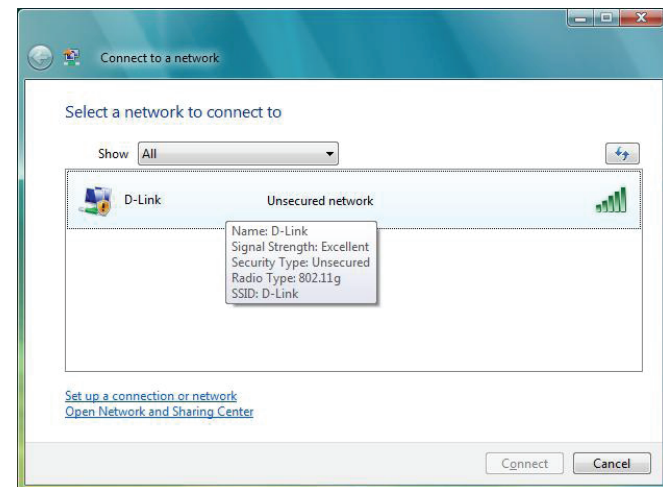 Connect to a network
Select a network to connect to
Show All
D-Link Unsecured network
Name: D-Link
Signal Strength: Excellent
Security Type: Unsecured
Radio Type: 802.11g
SSID: D-Link
Set up a connection or network
Open Network and Sharing Center
Connect Cancel